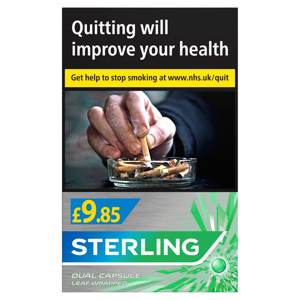 Quitting will
improve your health
Get help to stop smoking at www.nhs.uk/quit
£9.85
STERLING
DUAL CAPSULE
LEAF WRAPPED